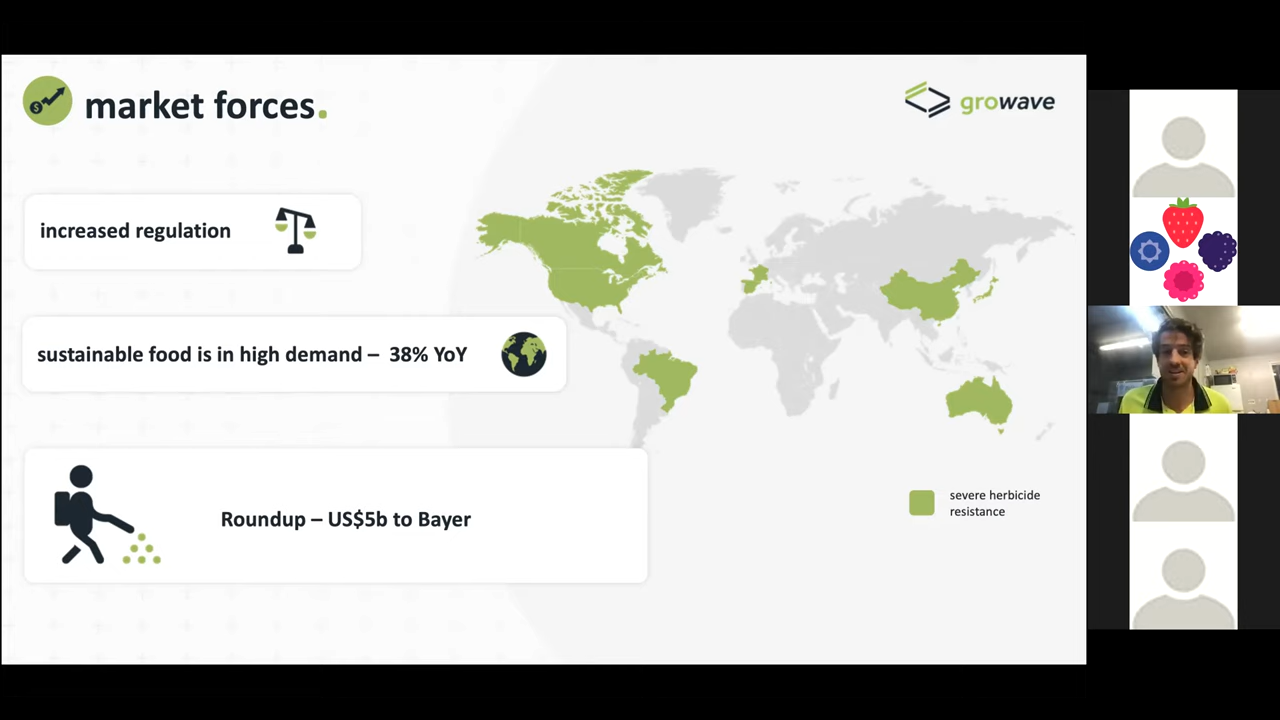 market forces.
growave
increased regulation
sustainable food is in high demand – 38% YoY
Roundup – US$5b to Bayer
severe herbicide
resistance